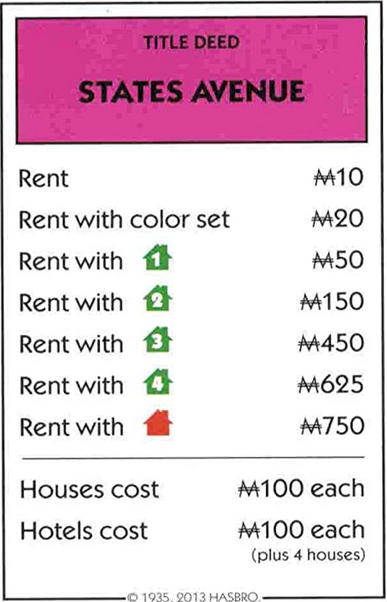 TITLE DEED
STATES AVENUE
Rent ₩10
Rent with color set ₩20
Rent with 1 ₩50
Rent with 2 ₩150
Rent with 3 ₩450
Rent with 4 ₩625
Rent with ₩750
Houses cost ₩100 each
Hotels cost ₩100 each
(plus 4 houses)
© 1935, 2013 HASBRO.